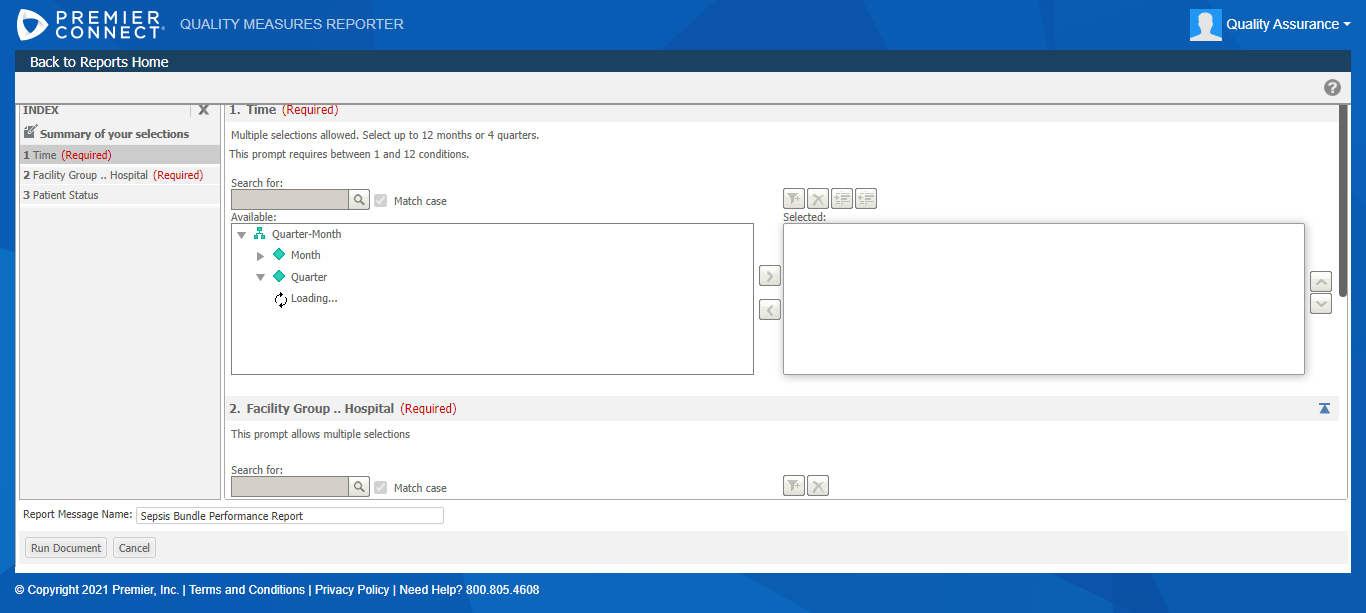 PREMIER CONNECT QUALITY MEASURES REPORTER
Quality Assurance
Back to Reports Home
INDEX
X
Summary of your selections
1 Time (Required)
2 Facility Group .. Hospital (Required)
3 Patient Status
1. Time (Required)
Multiple selections allowed. Select up to 12 months or 4 quarters.
This prompt requires between 1 and 12 conditions.
Search for:
Match case
Available:
Selected:
Quarter-Month
Month
Quarter
Loading...
2. Facility Group .. Hospital (Required)
This prompt allows multiple selections
Search for:
Match case
Report Message Name: Sepsis Bundle Performance Report
Run Document Cancel
© Copyright 2021 Premier, Inc. | Terms and Conditions | Privacy Policy | Need Help? 800.805.4608